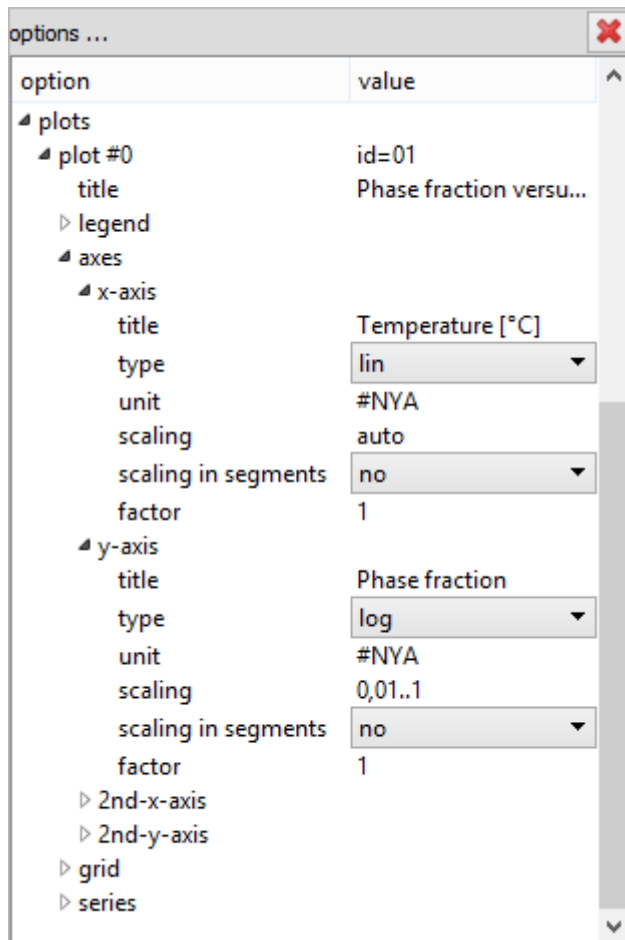 options ...
option value
plots
plot #0 id=01
title Phase fraction versu...
legend
axes
x-axis
title Temperature [°C]
type lin
unit #NYA
scaling auto
scaling in segments no
factor 1
y-axis
title Phase fraction
type log
unit #NYA
scaling 0,01..1
scaling in segments no
factor 1
2nd-x-axis
2nd-y-axis
grid
series